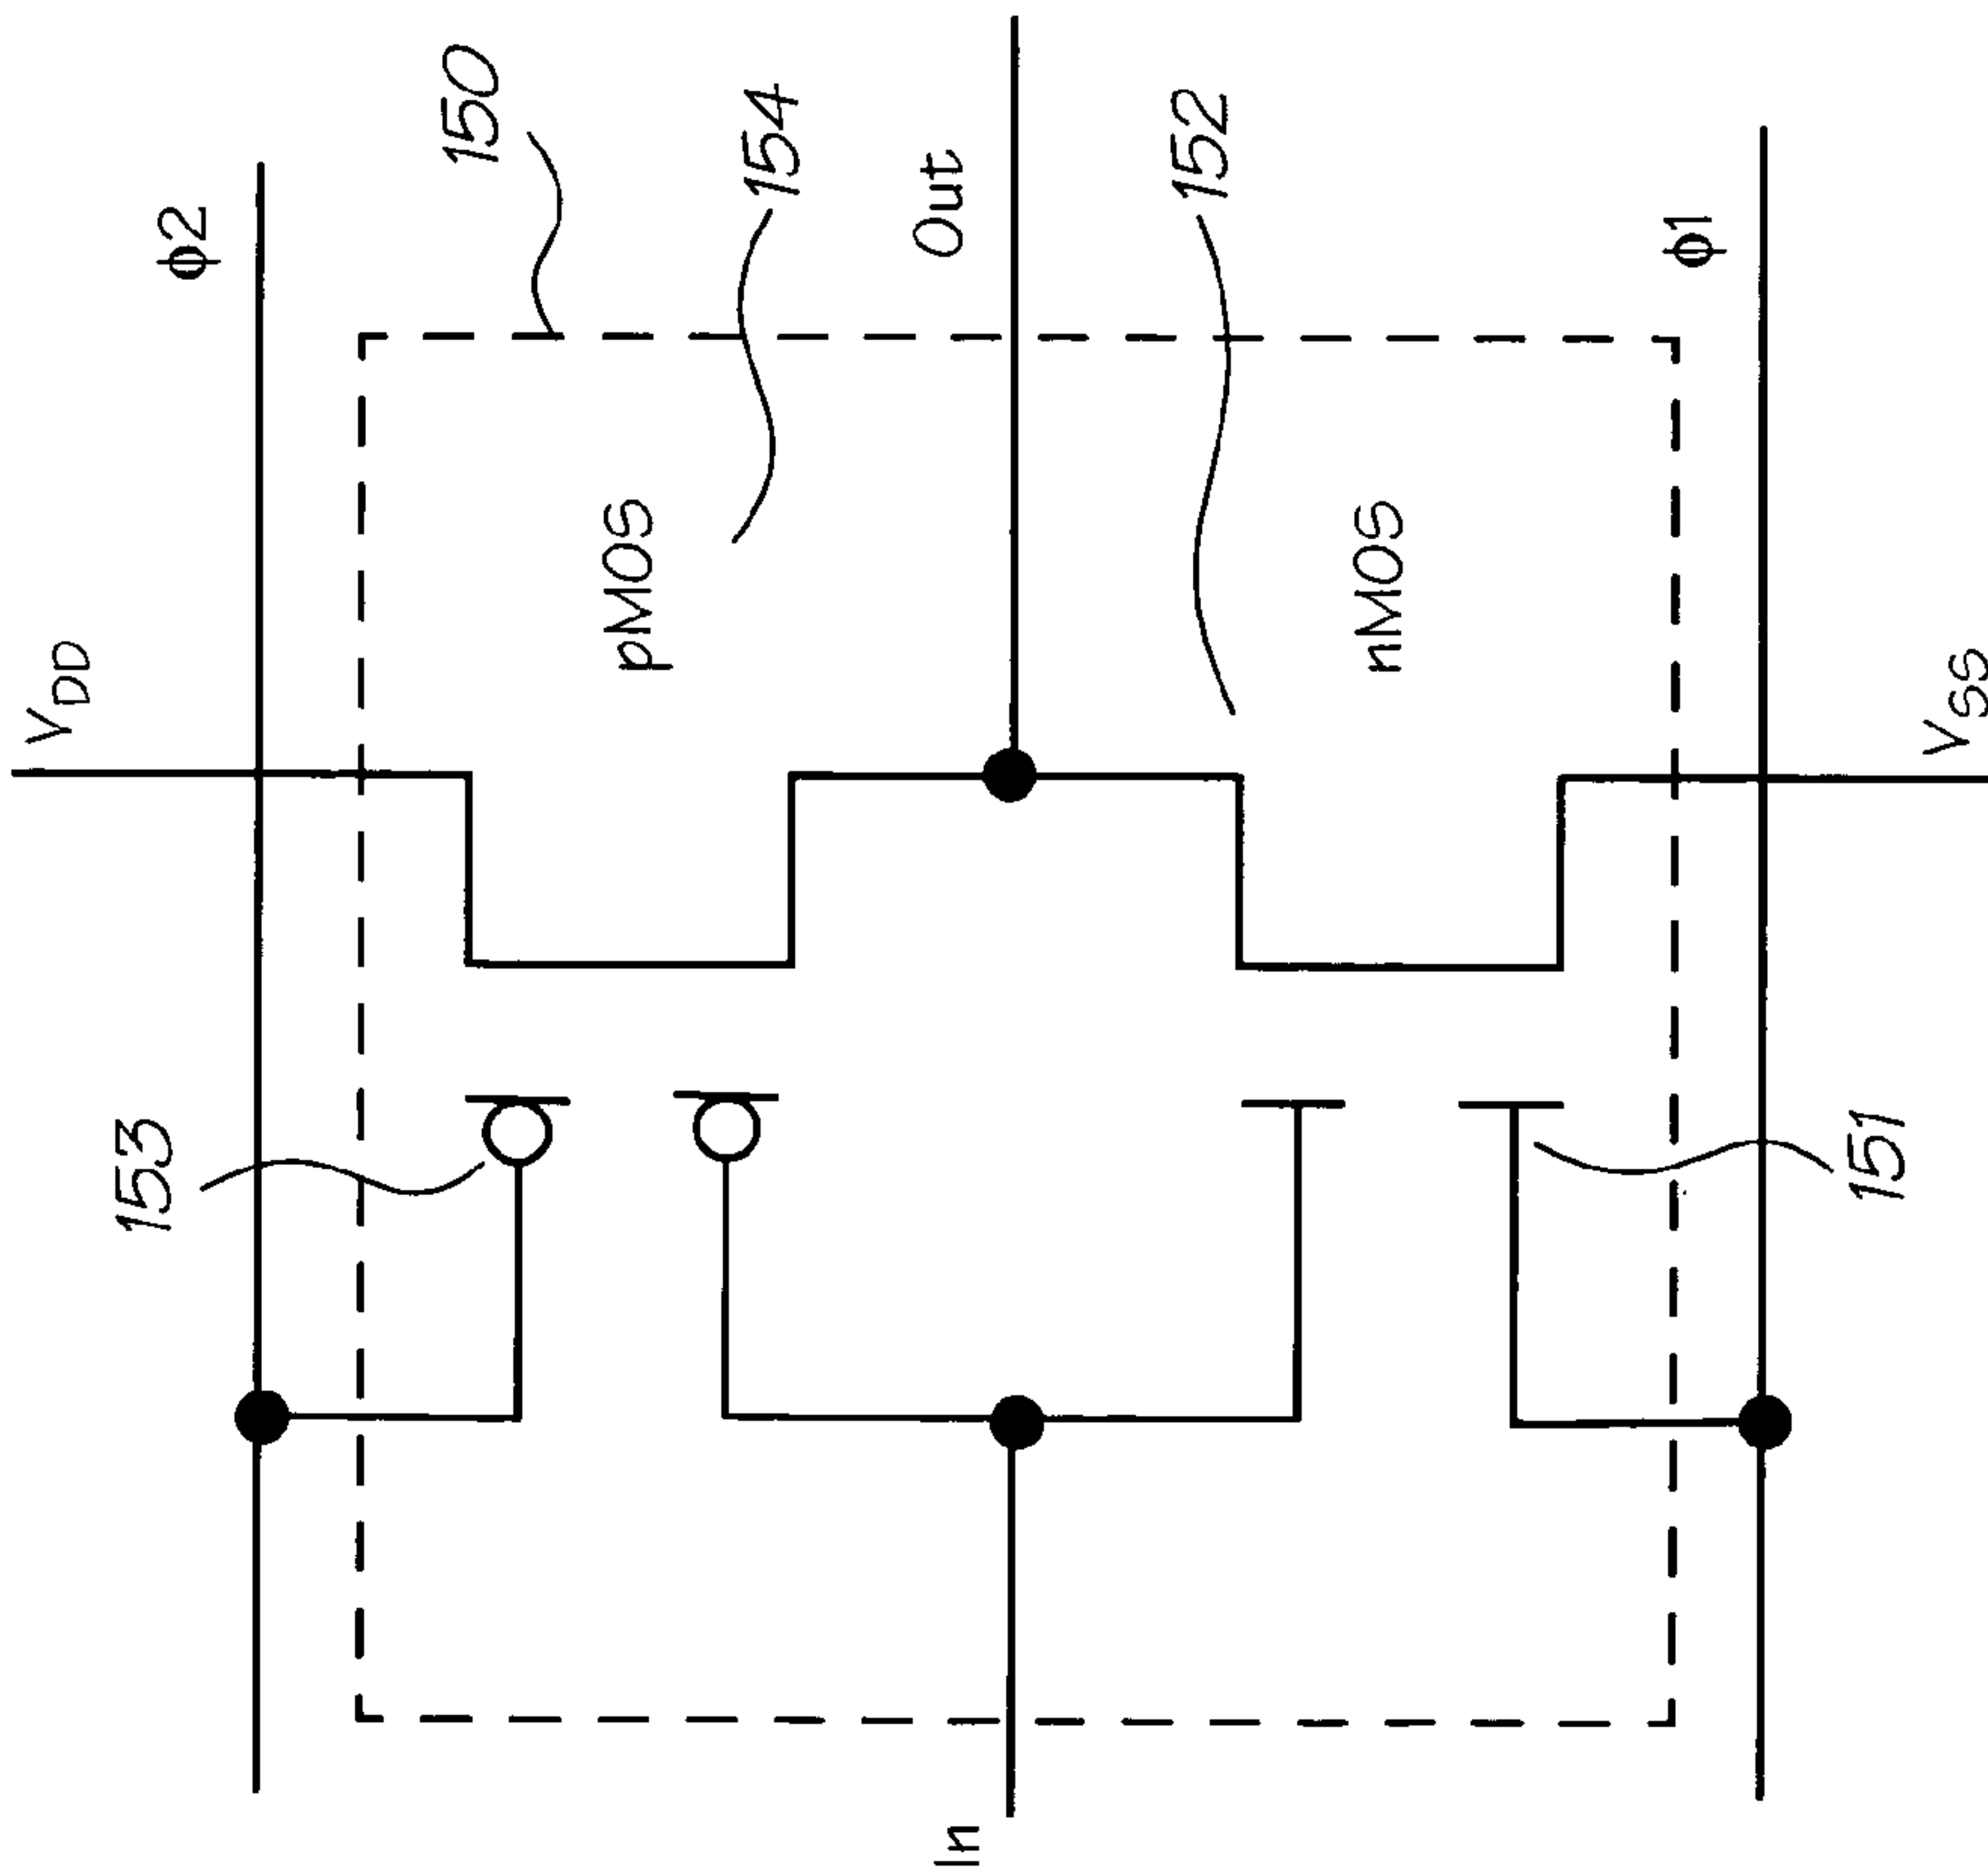 V_DD
ϕ2
150
pMOS
154
153
Out
In
152
nMOS
ϕ1
151
V_SS